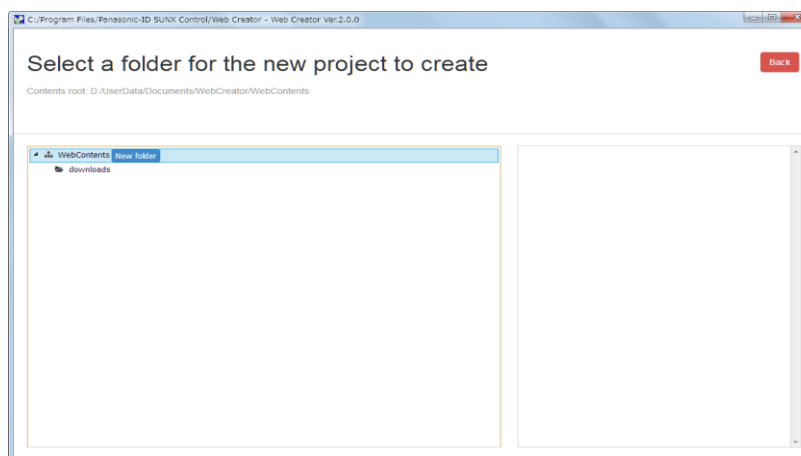 C:/Program Files/Panasonic-ID SUNX Control/Web Creator - Web Creator Ver.2.0.0
Select a folder for the new project to create
Back
Contents root: D:/UserData/Documents/WebCreator/WebContents
WebContents New folder
downloads